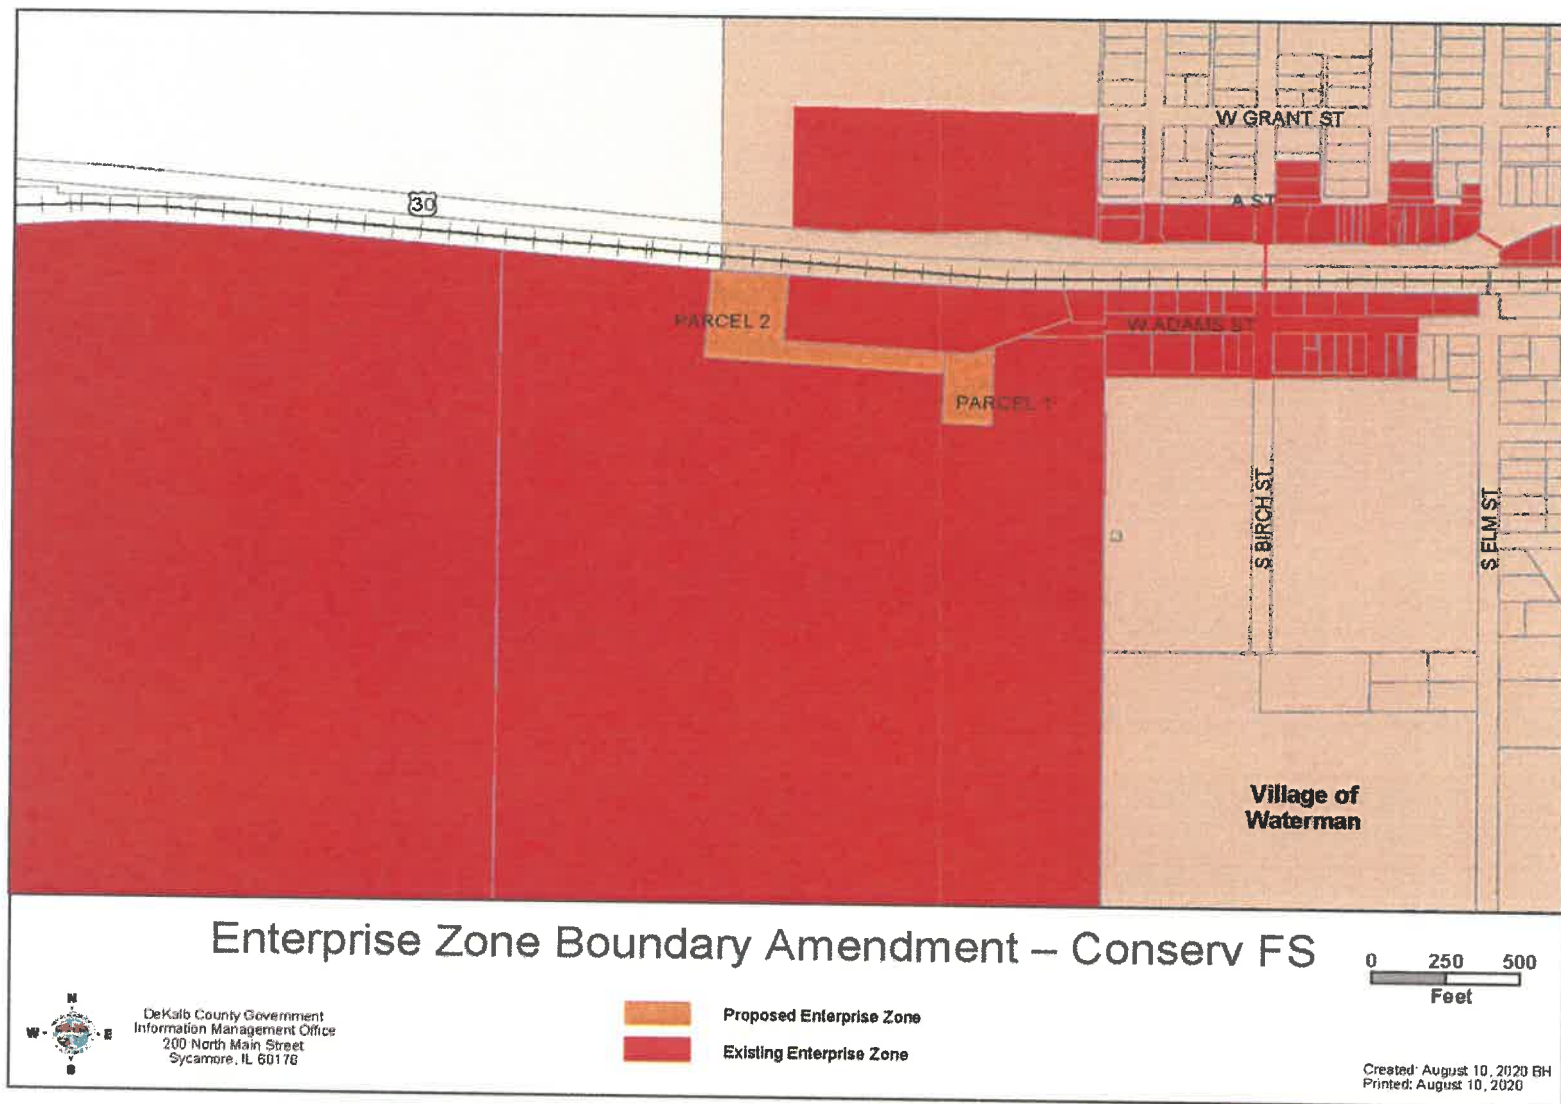 W GRANT ST
30
A ST
PARCEL 2
W ADAMS ST
PARCEL 1
S BIRCH ST
S ELM ST
Village of
Waterman
Enterprise Zone Boundary Amendment – Conserv FS
0 250 500
Feet
N
W
E
S
DeKalb County Government
Information Management Office
200 North Main Street
Sycamore, IL 60178
Proposed Enterprise Zone
Existing Enterprise Zone
Created: August 10, 2020 BH
Printed: August 10, 2020